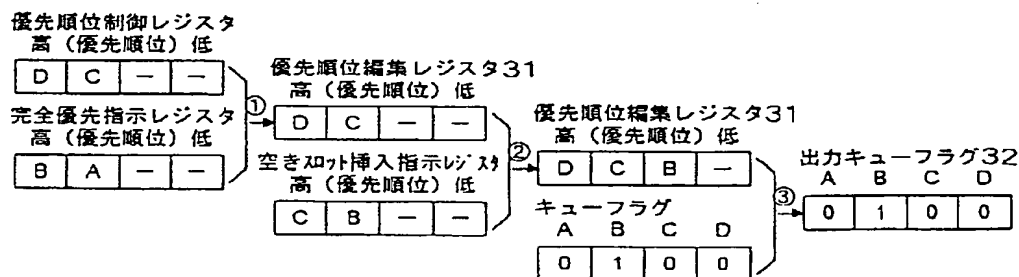 優先順位制御レジスタ
高（優先順位）低
D C － －
完全優先指示レジスタ
高（優先順位）低
B A － －
①
優先順位編集レジスタ31
高（優先順位）低
D C － －
空きスロット挿入指示レジスタ
高（優先順位）低
C B － －
②
優先順位編集レジスタ31
高（優先順位）低
D C B －
キューフラグ
A B C D
0 1 0 0
③
出力キューフラグ32
A B C D
0 1 0 0